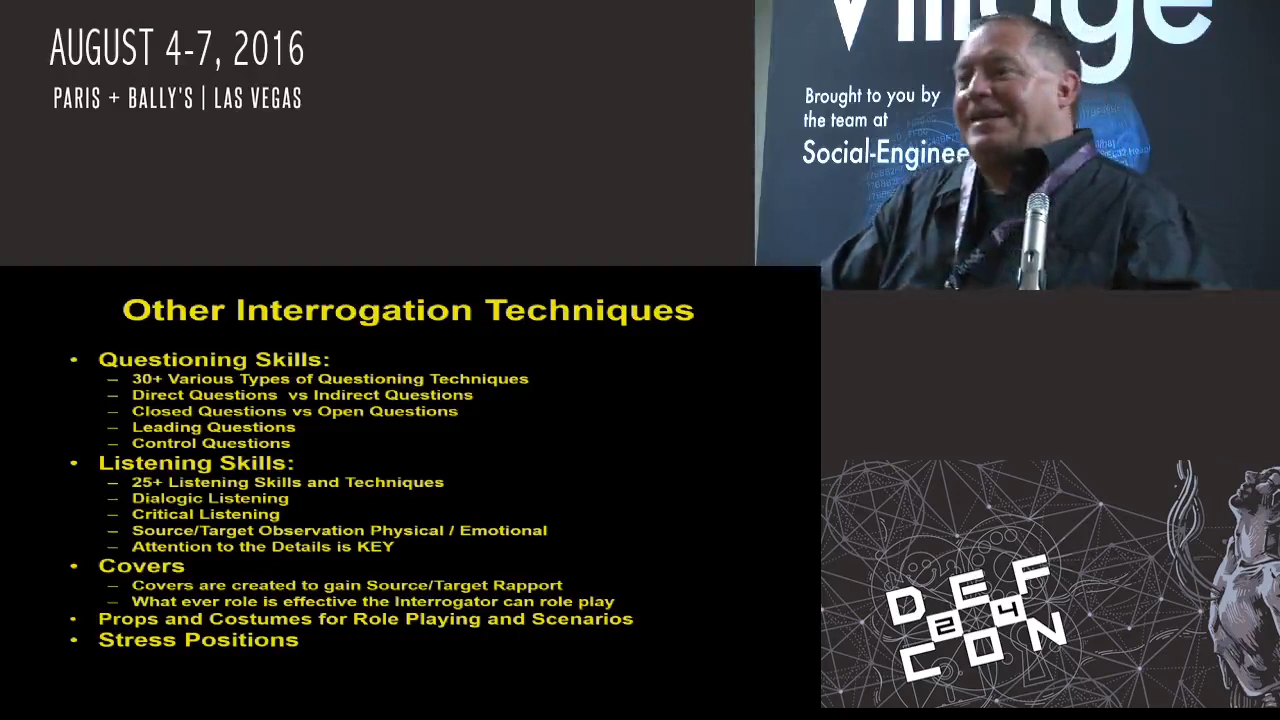 AUGUST 4-7, 2016
PARIS + BALLY'S | LAS VEGAS
Village
Brought to you by
the team at
Social-Enginee
Other Interrogation Techniques
• Questioning Skills:
– 30+ Various Types of Questioning Techniques
– Direct Questions vs Indirect Questions
– Closed Questions vs Open Questions
– Leading Questions
– Control Questions
• Listening Skills:
– 25+ Listening Skills and Techniques
– Dialogic Listening
– Critical Listening
– Source/Target Observation Physical / Emotional
– Attention to the Details is KEY
• Covers
– Covers are created to gain Source/Target Rapport
– What ever role is effective the Interrogator can role play
• Props and Costumes for Role Playing and Scenarios
• Stress Positions
DEF
24
CON